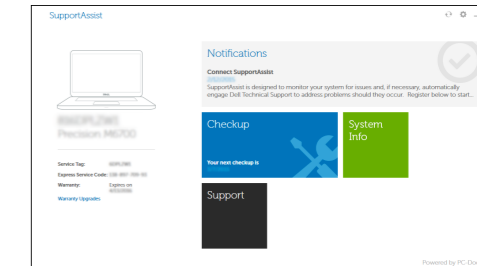 SupportAssist
Notifications
Connect SupportAssist
SupportAssist is designed to monitor your system for issues and, if necessary, automatically
engage Dell Technical Support to address problems should they occur. Register below to start...
Precision M6700
Checkup
System
Info
Your next checkup is
Service Tag:
Express Service Code:
Warranty: Expires on
Warranty Upgrades
Support
Powered by PC-Do